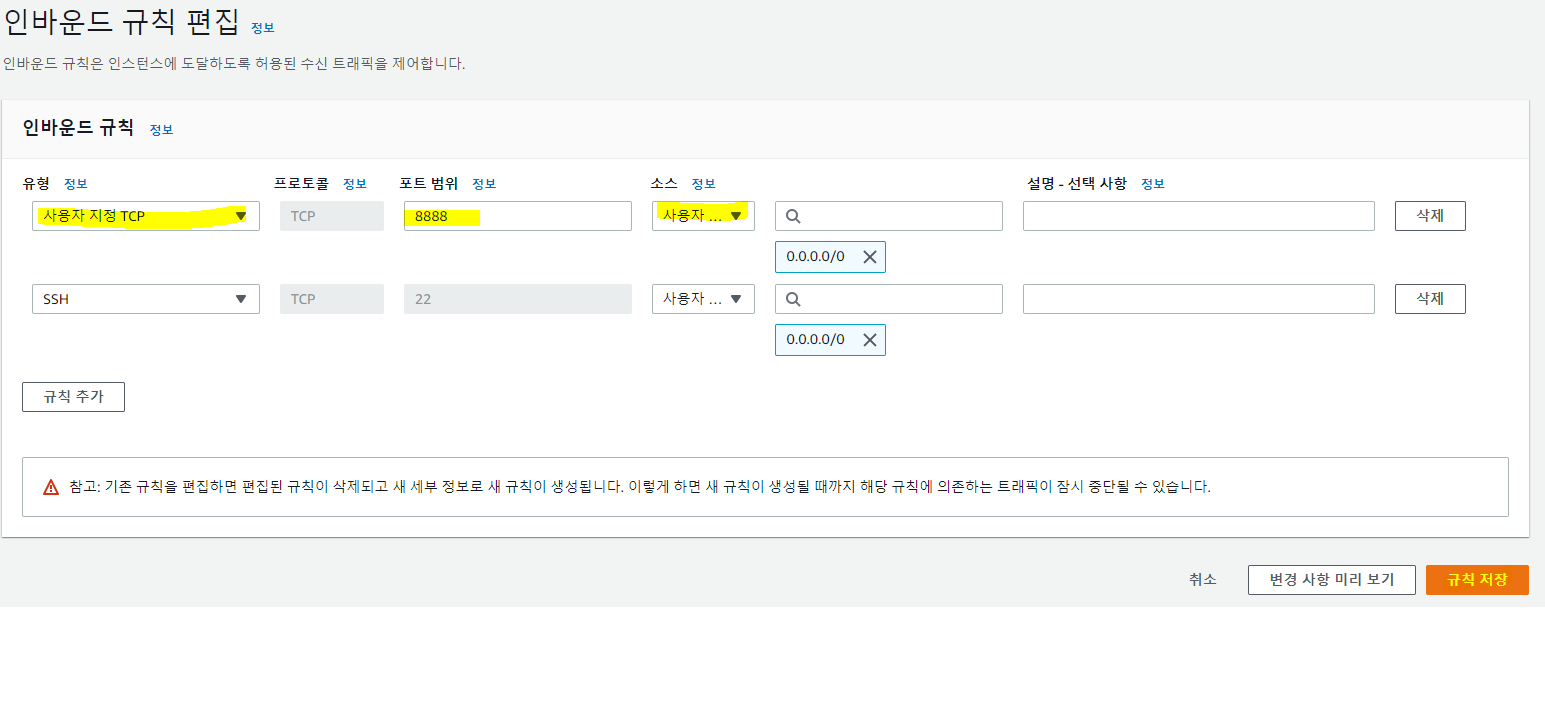 인바운드 규칙 편집 정보
인바운드 규칙은 인스턴스에 도달하도록 허용된 수신 트래픽을 제어합니다.
인바운드 규칙 정보
유형 정보 프로토콜 정보 포트 범위 정보 소스 정보 설명 - 선택 사항 정보
사용자 지정 TCP TCP 8888 사용자 ... 삭제
0.0.0.0/0
SSH TCP 22 사용자 ... 삭제
0.0.0.0/0
규칙 추가
참고: 기존 규칙을 편집하면 편집된 규칙이 삭제되고 새 세부 정보로 새 규칙이 생성됩니다. 이렇게 하면 새 규칙이 생성될 때까지 해당 규칙에 의존하는 트래픽이 잠시 중단될 수 있습니다.
취소 변경 사항 미리 보기 규칙 저장